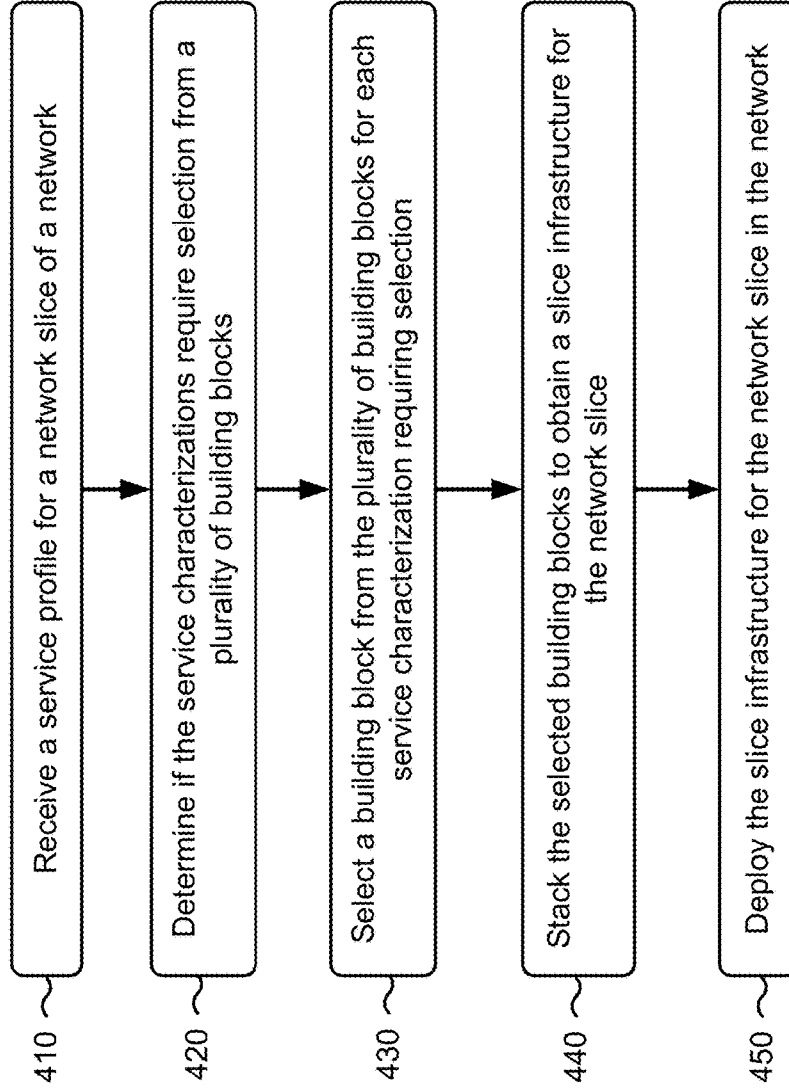 410
Receive a service profile for a network slice of a network
420
Determine if the service characterizations require selection from a
plurality of building blocks
430
Select a building block from the plurality of building blocks for each
service characterization requiring selection
440
Stack the selected building blocks to obtain a slice infrastructure for
the network slice
450
Deploy the slice infrastructure for the network slice in the network